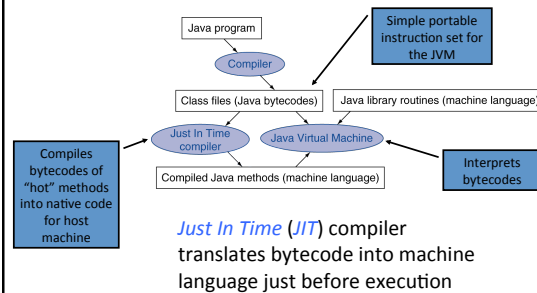 Java program
Simple portable
instruction set for
the JVM
Compiler
Class files (Java bytecodes)
Java library routines (machine language)
Just In Time
compiler
Java Virtual Machine
Compiles
bytecodes of
“hot” methods
into native code
for host
machine
Interprets
bytecodes
Compiled Java methods (machine language)
Just In Time (JIT) compiler
translates bytecode into machine
language just before execution